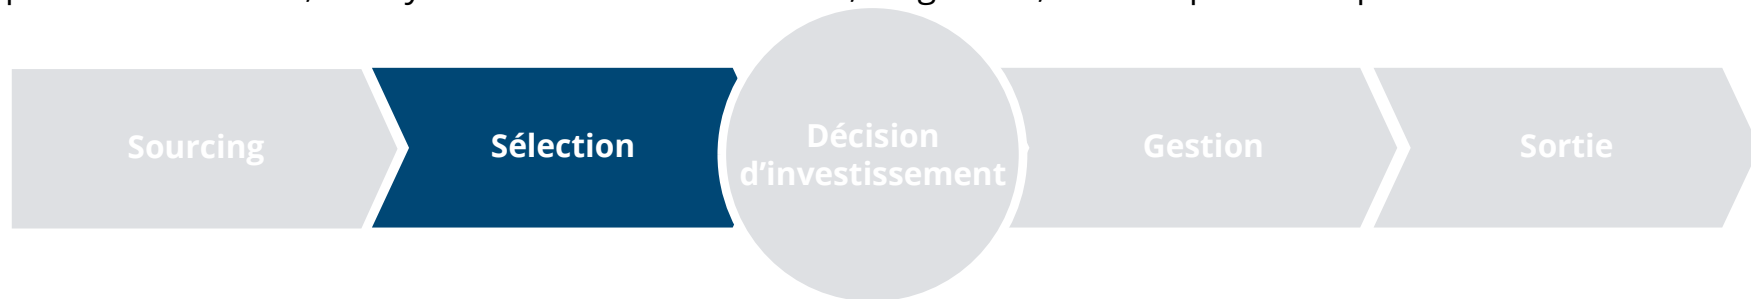 Sourcing
Sélection
Décision
d’investissement
Gestion
Sortie